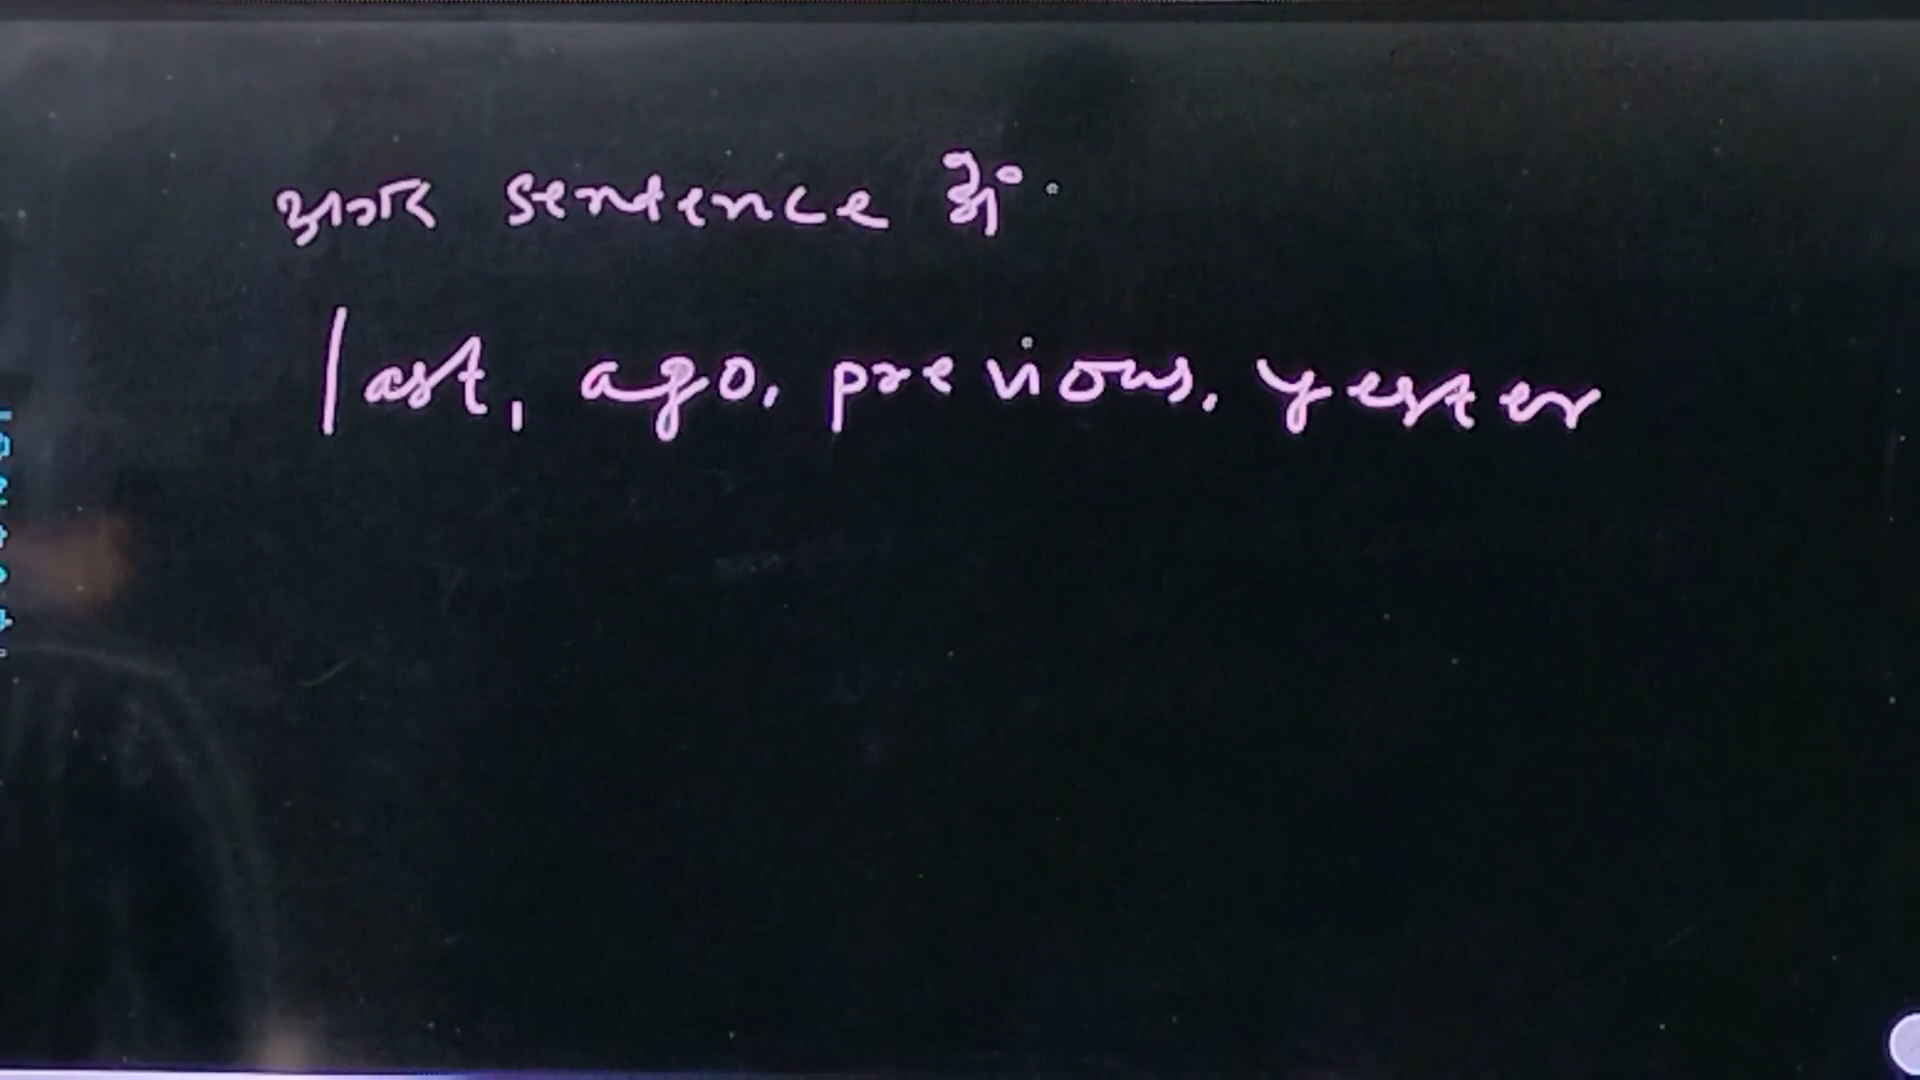 अगर sentence में
last, ago, previous, yester